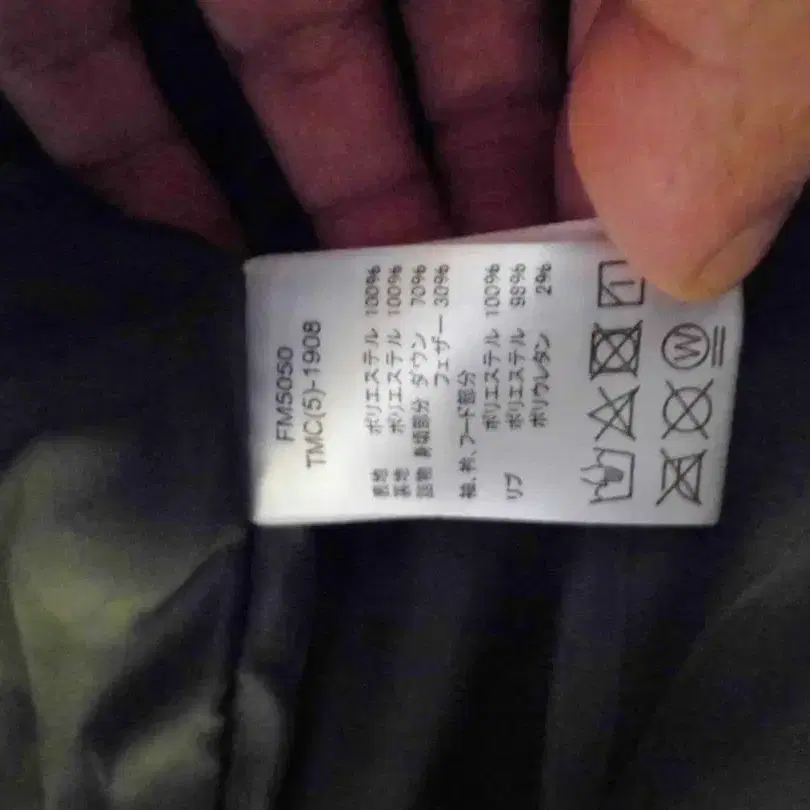 FM5050
TMC(5)-1908
表地 ポリエステル 100%
裏地 ポリエステル 100%
詰物 身頃部分 ダウン 70%
フェザー 30%
袖、衿、フード部分
ポリエステル 100%
リブ ポリエステル 98%
ポリウレタン 2%
W